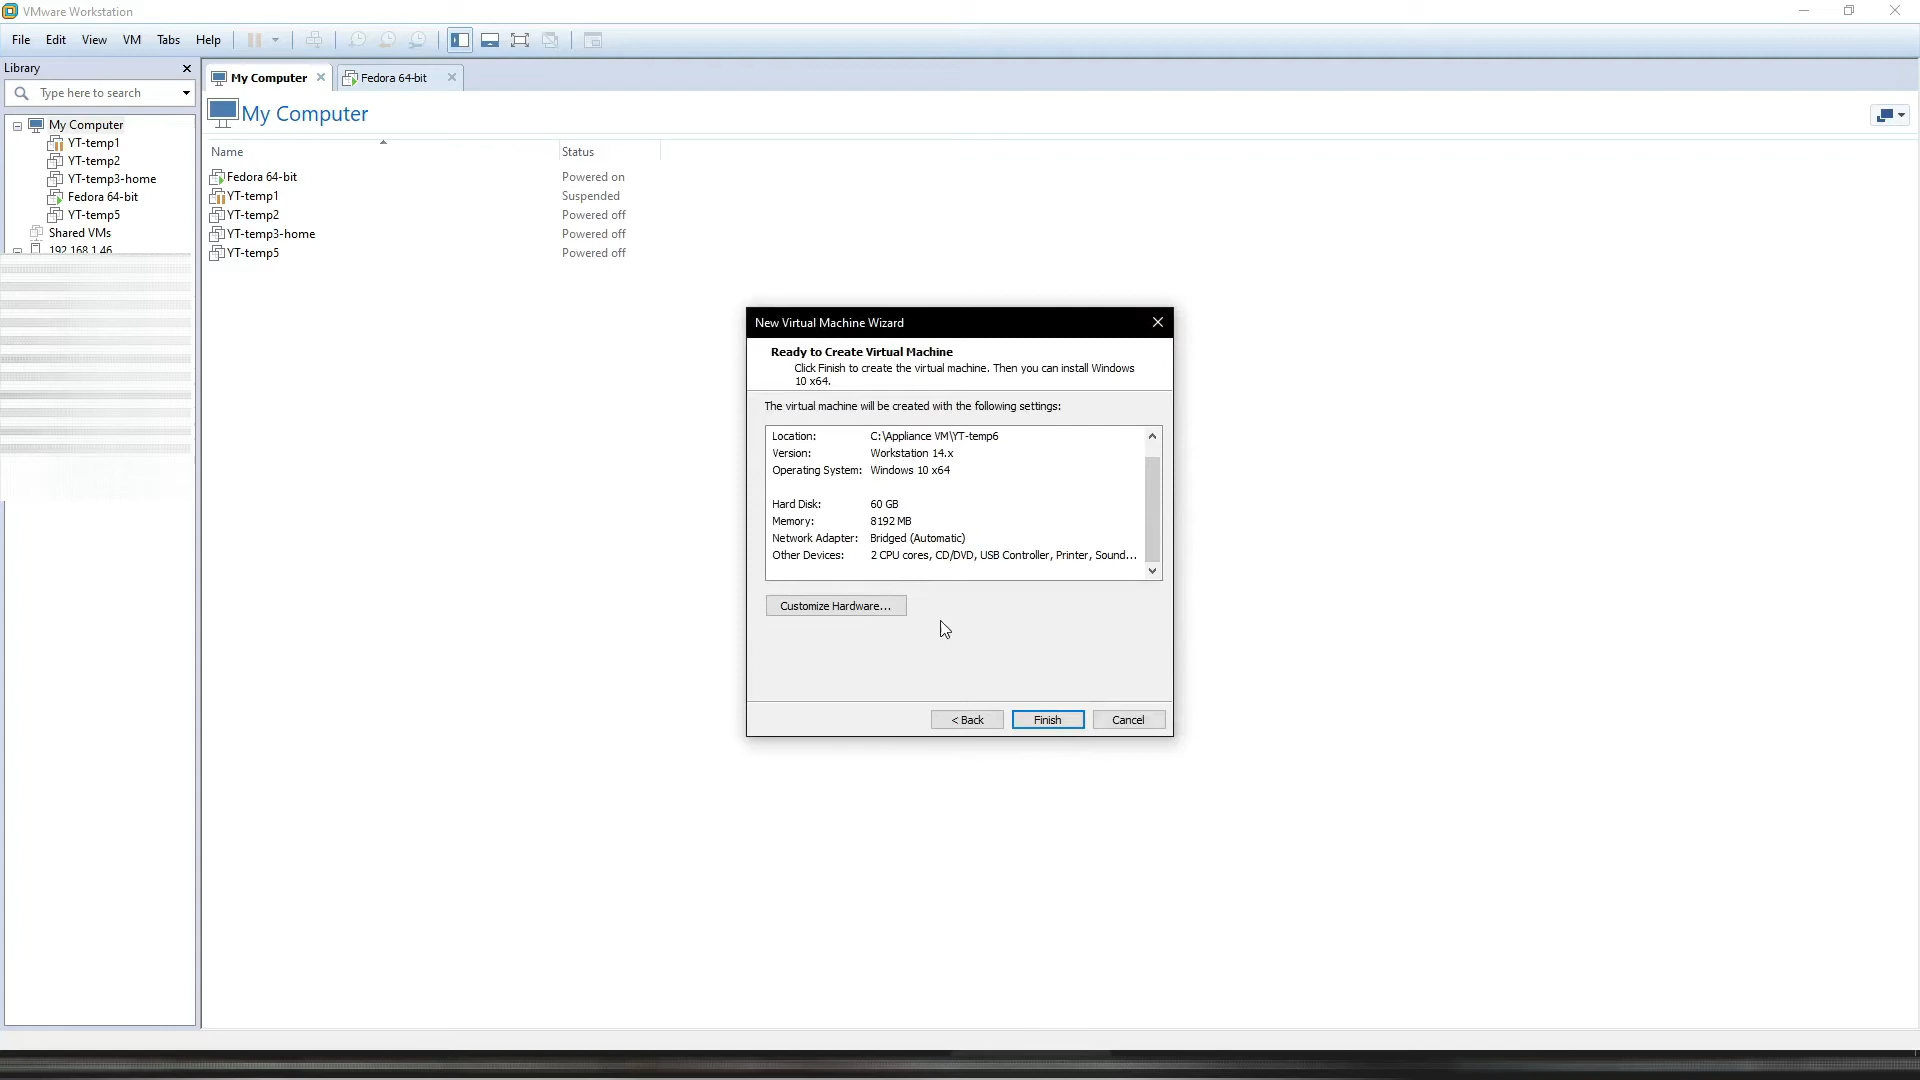 VMware Workstation
File Edit View VM Tabs Help
Library
Type here to search
My Computer
YT-temp1
YT-temp2
YT-temp3-home
Fedora 64-bit
YT-temp5
Shared VMs
192.168.1.46
My Computer Fedora 64-bit
My Computer
Name Status
Fedora 64-bit Powered on
YT-temp1 Suspended
YT-temp2 Powered off
YT-temp3-home Powered off
YT-temp5 Powered off
New Virtual Machine Wizard
Ready to Create Virtual Machine
Click Finish to create the virtual machine. Then you can install Windows
10 x64.
The virtual machine will be created with the following settings:
Location: C:\Appliance VM\YT-temp6
Version: Workstation 14.x
Operating System: Windows 10 x64
Hard Disk: 60 GB
Memory: 8192 MB
Network Adapter: Bridged (Automatic)
Other Devices: 2 CPU cores, CD/DVD, USB Controller, Printer, Sound...
Customize Hardware...
< Back Finish Cancel